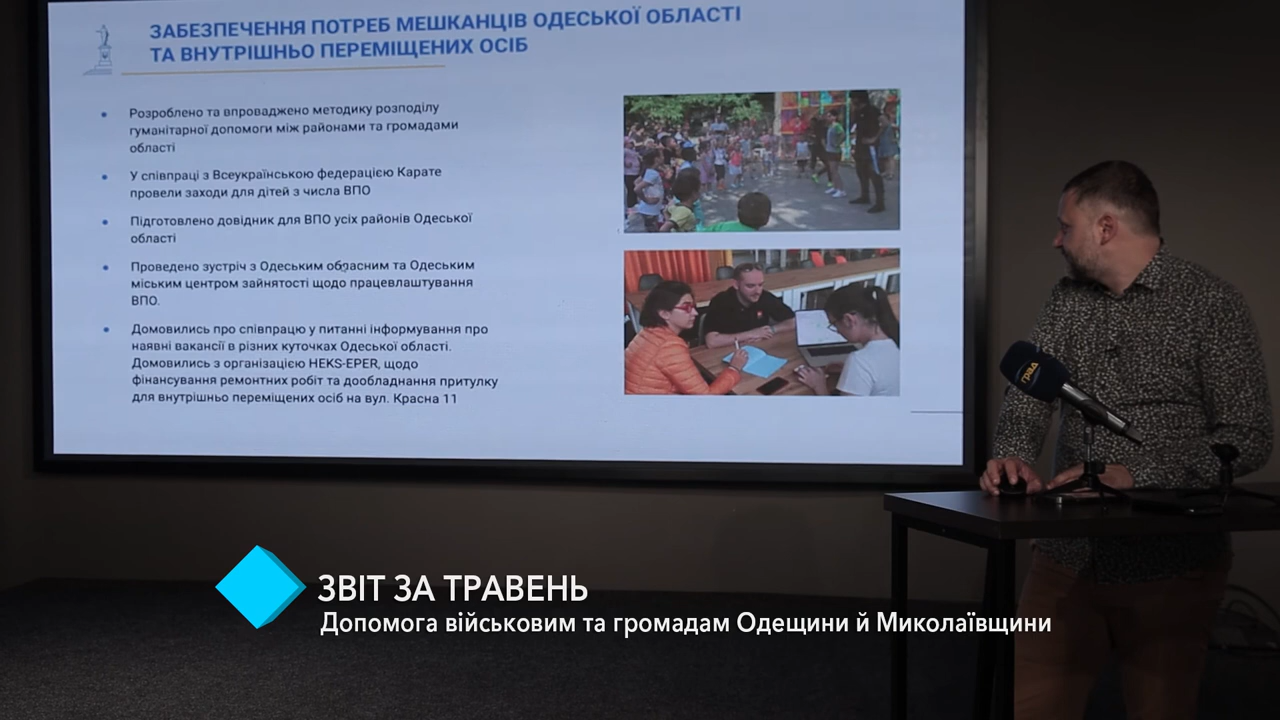 ЗАБЕЗПЕЧЕННЯ ПОТРЕБ МЕШКАНЦІВ ОДЕСЬКОЇ ОБЛАСТІ
ТА ВНУТРІШНЬО ПЕРЕМІЩЕНИХ ОСІБ
• Розроблено та впроваджено методику розподілу
гуманітарної допомоги між районами та громадами
області
• У співпраці з Всеукраїнською федерацією Карате
провели заходи для дітей з числа ВПО
• Підготовлено довідник для ВПО усіх районів Одеської
області
• Проведено зустріч з Одеським обласним та Одеським
міським центром зайнятості щодо працевлаштування
ВПО.
• Домовились про співпрацю у питанні інформування про
наявні вакансії в різних куточках Одеської області.
Домовились з організацією HEKS-EPER, щодо
фінансування ремонтних робіт та дообладнання притулку
для внутрішньо переміщених осіб на вул. Красна 11
град
ЗВІТ ЗА ТРАВЕНЬ
Допомога військовим та громадам Одещини й Миколаївщини